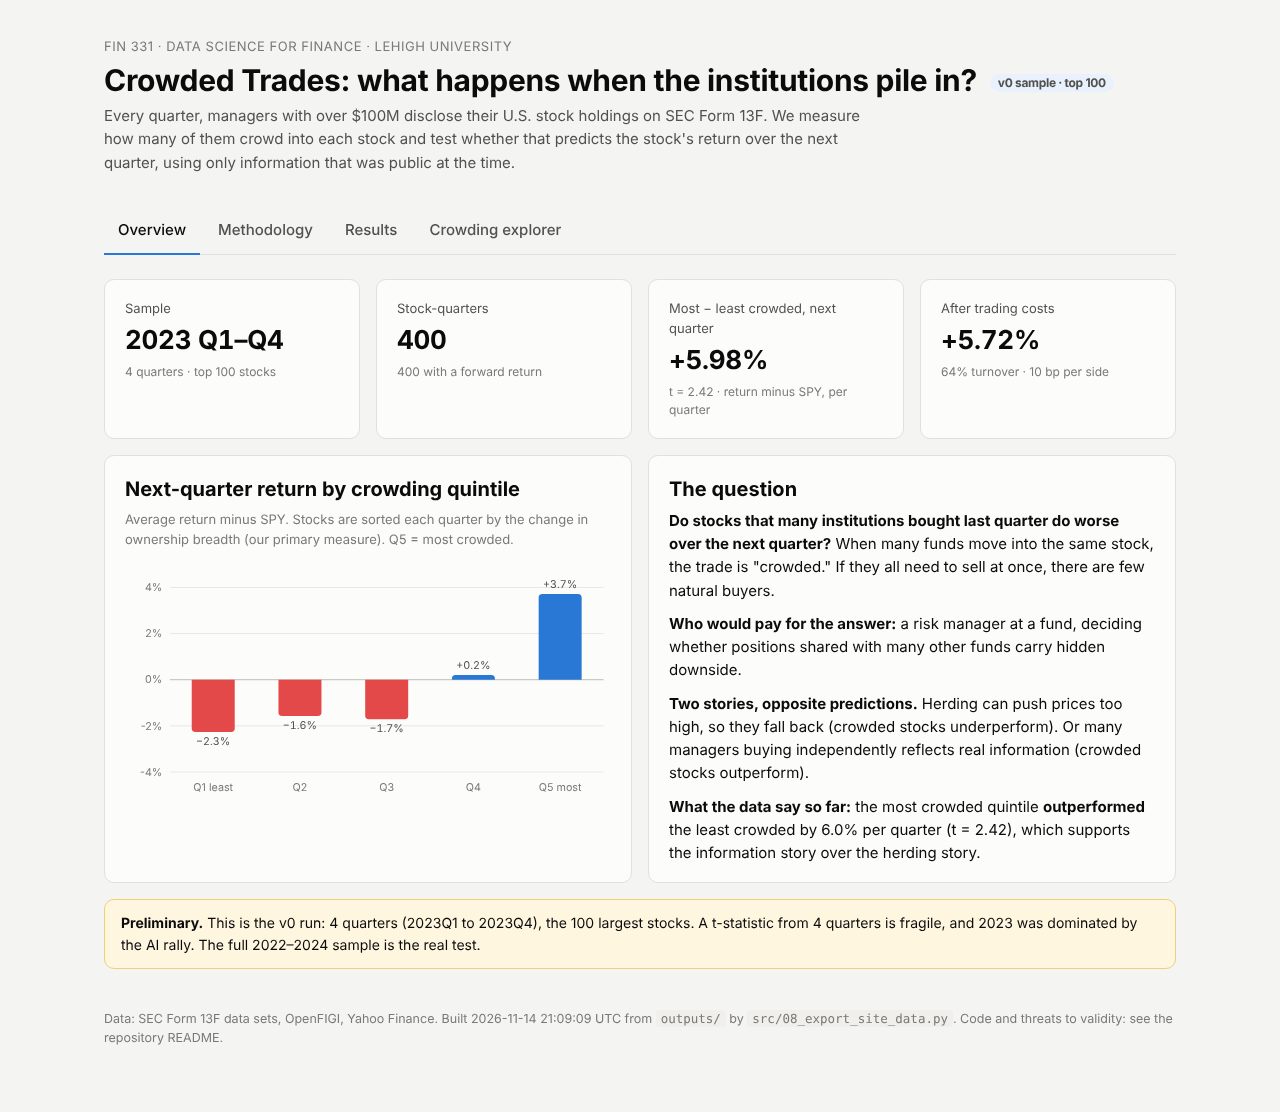 FIN 331 · DATA SCIENCE FOR FINANCE · LEHIGH UNIVERSITY
Crowded Trades: what happens when the institutions pile in? v0 sample · top 100
Every quarter, managers with over $100M disclose their U.S. stock holdings on SEC Form 13F. We measure
how many of them crowd into each stock and test whether that predicts the stock's return over the next
quarter, using only information that was public at the time.
Overview Methodology Results Crowding explorer
Sample
2023 Q1–Q4
4 quarters · top 100 stocks
Stock-quarters
400
400 with a forward return
Most − least crowded, next
quarter
+5.98%
t = 2.42 · return minus SPY, per
quarter
After trading costs
+5.72%
64% turnover · 10 bp per side
Next-quarter return by crowding quintile
Average return minus SPY. Stocks are sorted each quarter by the change in
ownership breadth (our primary measure). Q5 = most crowded.
4%
2%
0%
-2%
-4%
−2.3%
−1.6%
−1.7%
+0.2%
+3.7%
Q1 least Q2 Q3 Q4 Q5 most
The question
Do stocks that many institutions bought last quarter do worse
over the next quarter? When many funds move into the same stock,
the trade is "crowded." If they all need to sell at once, there are few
natural buyers.
Who would pay for the answer: a risk manager at a fund, deciding
whether positions shared with many other funds carry hidden
downside.
Two stories, opposite predictions. Herding can push prices too
high, so they fall back (crowded stocks underperform). Or many
managers buying independently reflects real information (crowded
stocks outperform).
What the data say so far: the most crowded quintile outperformed
the least crowded by 6.0% per quarter (t = 2.42), which supports
the information story over the herding story.
Preliminary. This is the v0 run: 4 quarters (2023Q1 to 2023Q4), the 100 largest stocks. A t-statistic from 4 quarters is fragile, and 2023 was dominated by
the AI rally. The full 2022–2024 sample is the real test.
Data: SEC Form 13F data sets, OpenFIGI, Yahoo Finance. Built 2026-11-14 21:09:09 UTC from outputs/ by src/08_export_site_data.py. Code and threats to validity: see the
repository README.